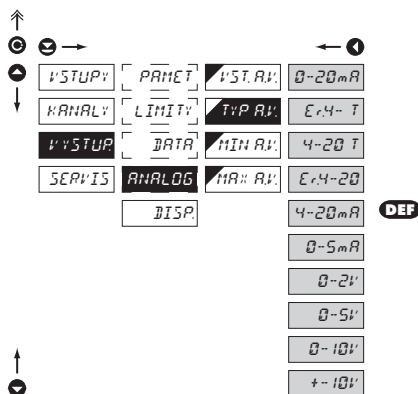 VSTUPY PAMET VST. A.V. 0-20mA
KANALY LIMITY TYP A.V. Er.4- T
VYSTUP. DATA MIN A.V. 4-20 T
SERVIS ANALOG MAX A.V. Er.4-20
DISP. 4-20mA DEF
0-5mA
0-2V
0-5V
0-10V
+-10V